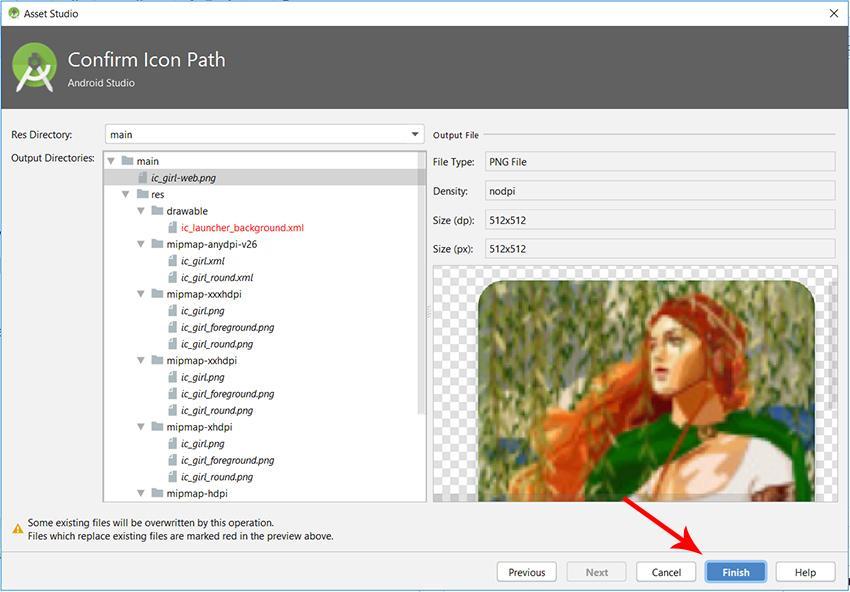 Asset Studio
Confirm Icon Path
Android Studio
Res Directory:
main
Output Directories:
main
ic_girl-web.png
res
drawable
ic_launcher_background.xml
mipmap-anydpi-v26
ic_girl.xml
ic_girl_round.xml
mipmap-xxxhdpi
ic_girl.png
ic_girl_foreground.png
ic_girl_round.png
mipmap-xxhdpi
ic_girl.png
ic_girl_foreground.png
ic_girl_round.png
mipmap-xhdpi
ic_girl.png
ic_girl_foreground.png
ic_girl_round.png
mipmap-hdpi
Output File
File Type:
PNG File
Density:
nodpi
Size (dp):
512x512
Size (px):
512x512
Some existing files will be overwritten by this operation.
Files which replace existing files are marked red in the preview above.
Previous
Next
Cancel
Finish
Help